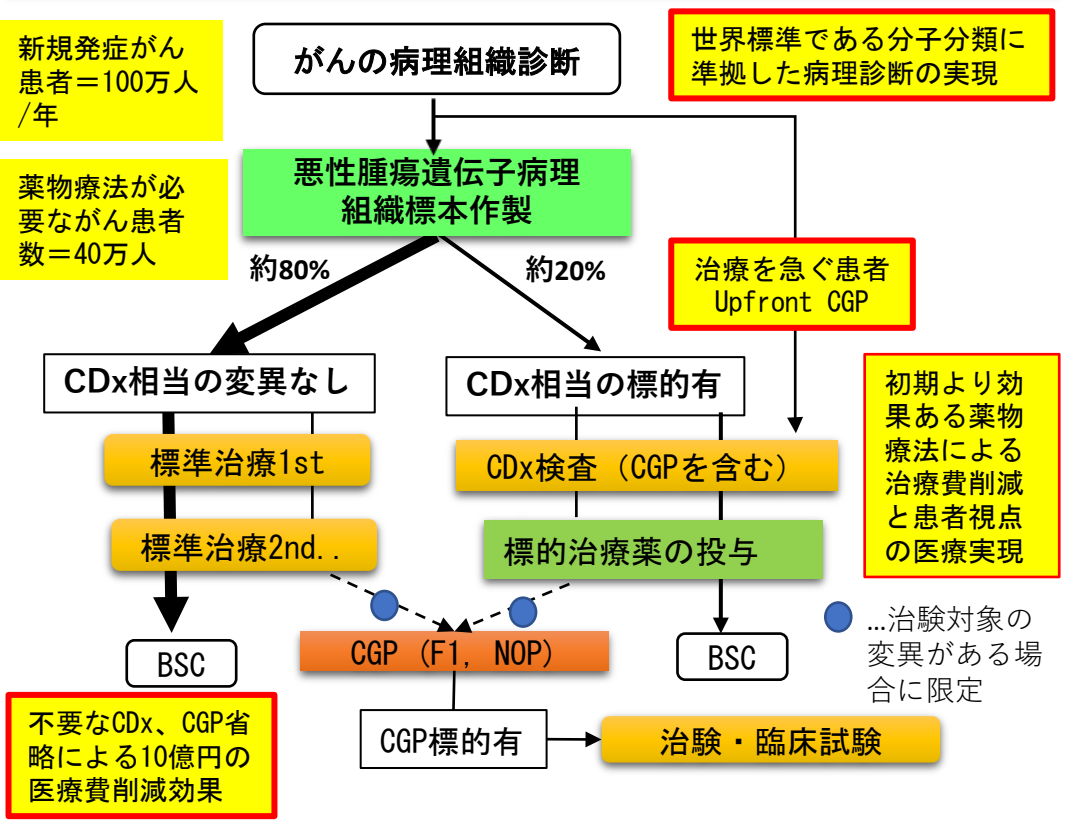 新規発症がん
患者＝100万人
/年
がんの病理組織診断
世界標準である分子分類に
準拠した病理診断の実現
薬物療法が必
要ながん患者
数＝40万人
悪性腫瘍遺伝子病理
組織標本作製
約80%
約20%
治療を急ぐ患者
Upfront CGP
CDx相当の変異なし
CDx相当の標的有
初期より効
果ある薬物
療法による
治療費削減
と患者視点
の医療実現
標準治療1st
CDx検査（CGPを含む）
標準治療2nd..
標的治療薬の投与
…治験対象の
変異がある場
合に限定
BSC
CGP（F1, NOP）
BSC
不要なCDx、CGP省
略による10億円の
医療費削減効果
CGP標的有
治験・臨床試験